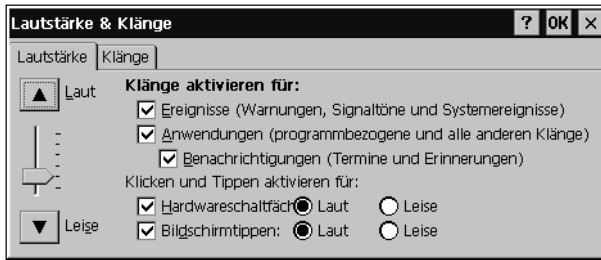 Lautstärke & Klänge ? OK ×
Lautstärke Klänge
Laut
Klänge aktivieren für:
Ereignisse (Warnungen, Signaltöne und Systemereignisse)
Anwendungen (programmbezogene und alle anderen Klänge)
Benachrichtigungen (Termine und Erinnerungen)
Klicken und Tippen aktivieren für:
Hardwareschaltfläch Laut Leise
Leise
Bildschirmtippen: Laut Leise